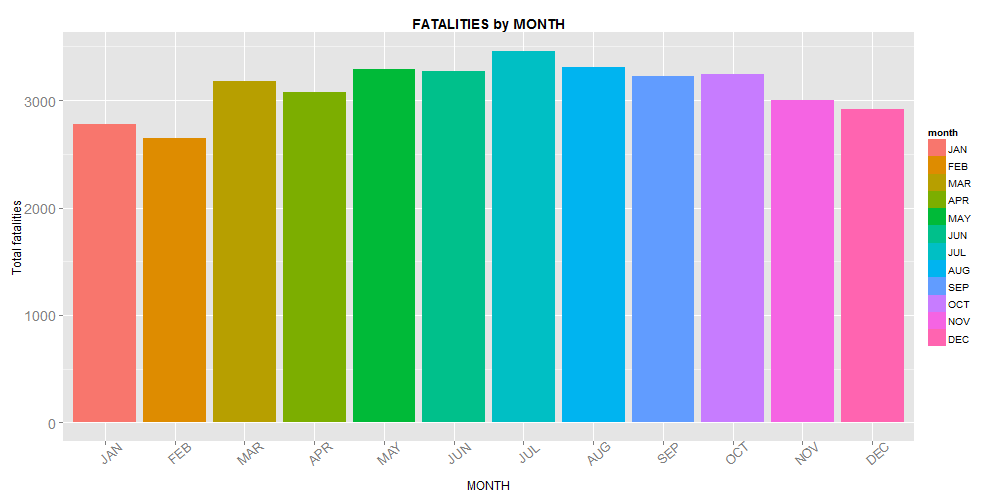 FATALITIES by MONTH
Total fatalities
3000
2000
1000
0
JAN
FEB
MAR
APR
MAY
JUN
JUL
AUG
SEP
OCT
NOV
DEC
MONTH
month
JAN
FEB
MAR
APR
MAY
JUN
JUL
AUG
SEP
OCT
NOV
DEC